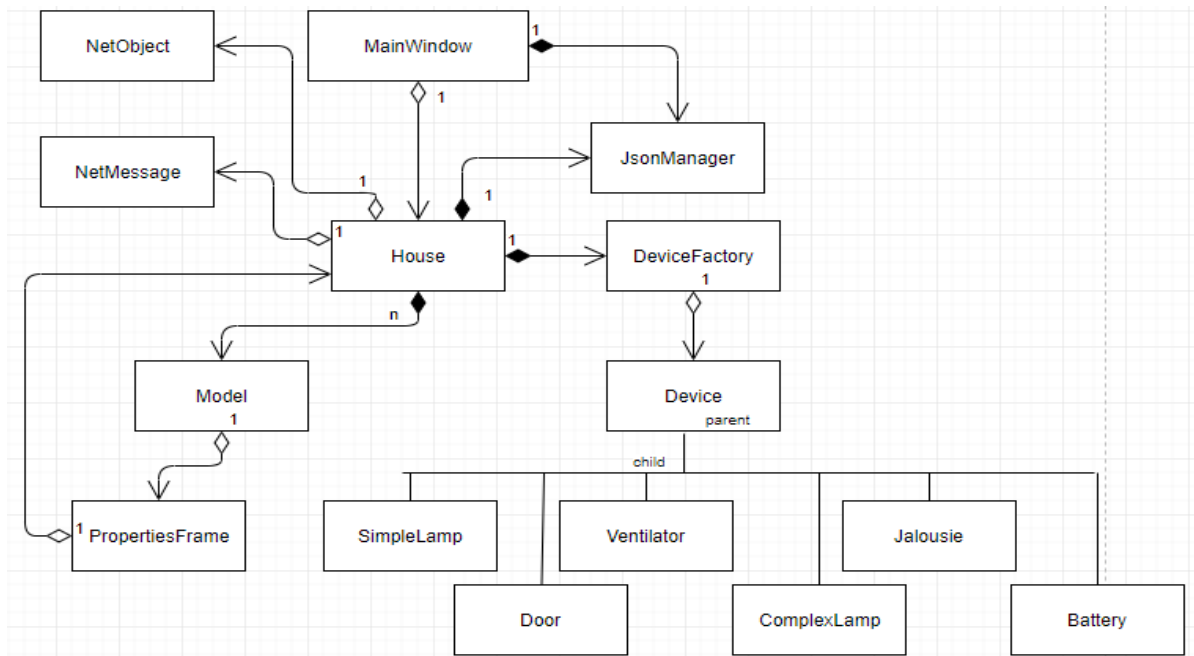 NetObject
MainWindow
1
1
NetMessage
JsonManager
1
1
1
House
1
DeviceFactory
1
n
Model
1
Device
parent
child
1
PropertiesFrame
SimpleLamp
Ventilator
Jalousie
Door
ComplexLamp
Battery